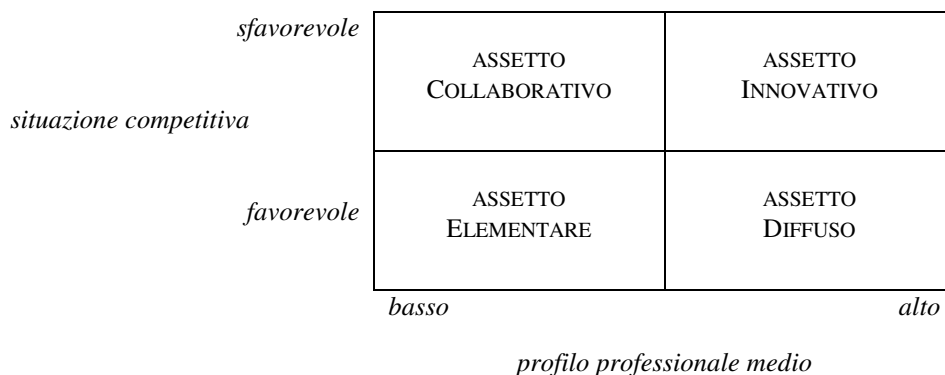 sfavorevole
ASSETTO
COLLABORATIVO
ASSETTO
INNOVATIVO
situazione competitiva
favorevole
ASSETTO
ELEMENTARE
ASSETTO
DIFFUSO
basso
alto
profilo professionale medio